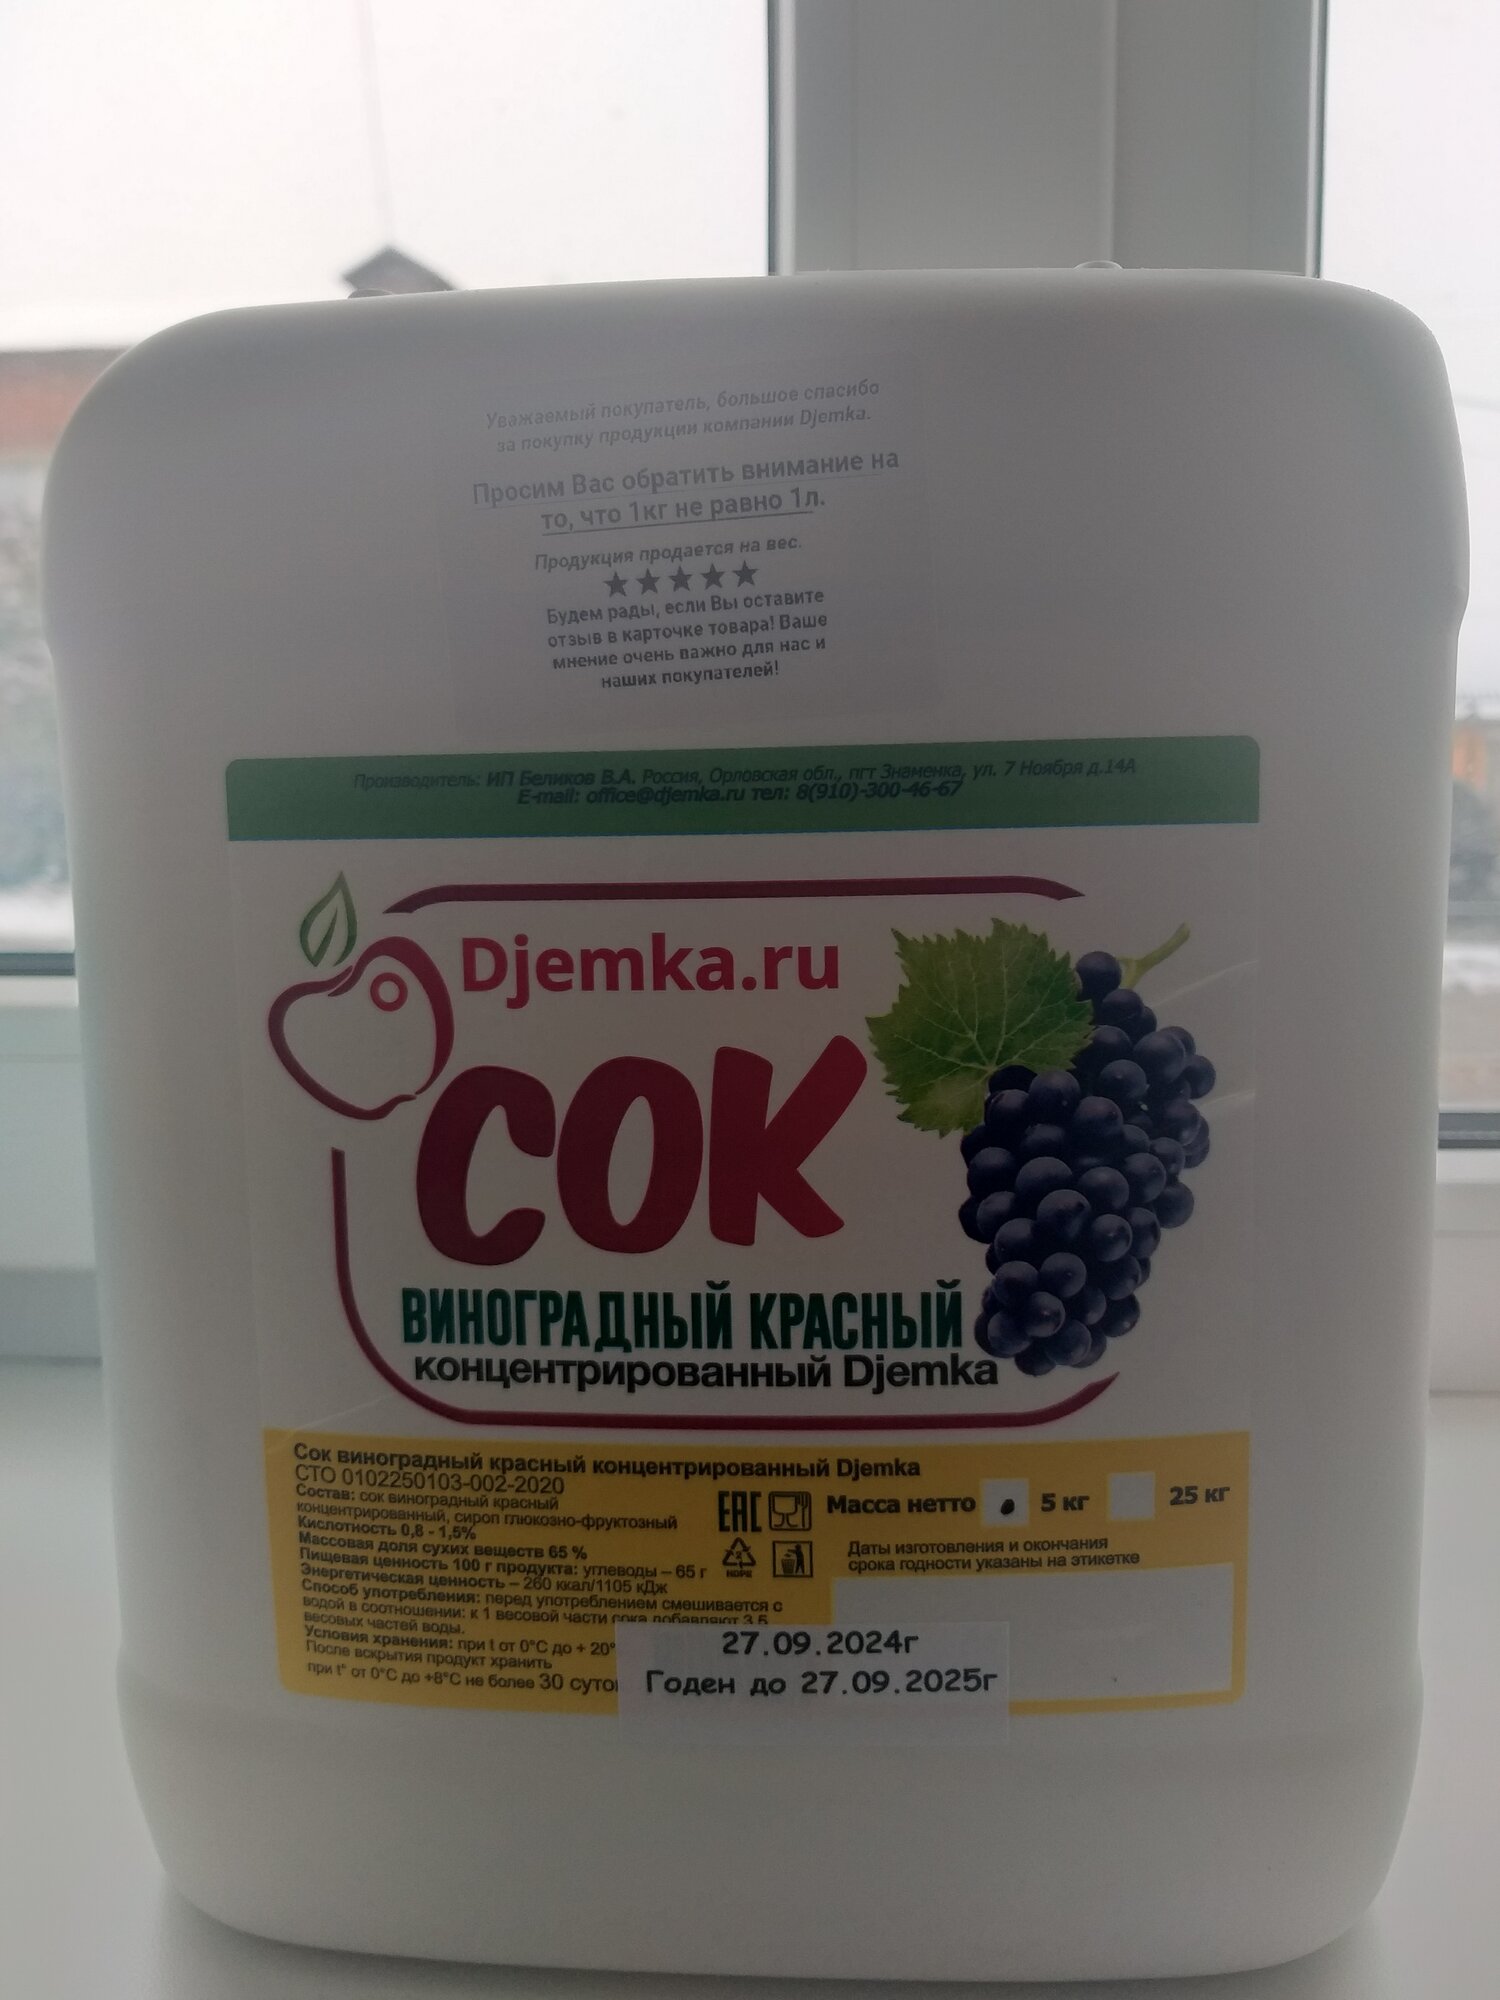 Уважаемый покупатель, большое спасибо
за покупку продукции компании Djemka.
Просим Вас обратить внимание на
то, что 1кг не равно 1л.
Продукция продается на вес.
★★★★★
Будем рады, если Вы оставите
отзыв в карточке товара! Ваше
мнение очень важно для нас и
наших покупателей!
Производитель: ИП Беликов В.А. Россия, Орловская обл., пгт Знаменка, ул. 7 Ноября д.14А
E-mail: office@djemka.ru тел: 8(910)-300-46-67
Djemka.ru
СОК
ВИНОГРАДНЫЙ КРАСНЫЙ
концентрированный Djemka
Сок виноградный красный концентрированный Djemka
СТО 0102250103-002-2020
Состав: сок виноградный красный
концентрированный, сироп глюкозно-фруктозный
Кислотность 0,8 - 1,5%
Массовая доля сухих веществ 65 %
Пищевая ценность 100 г продукта: углеводы – 65 г
Энергетическая ценность – 260 ккал/1105 кДж
Способ употребления: перед употреблением смешивается с
водой в соотношении: к 1 весовой части сока добавляют 3,5
весовых частей воды.
Условия хранения: при t от 0°С до + 20°
После вскрытия продукт хранить
при t° от 0°С до +8°С не более 30 суто
EAC
2
HDPE
Масса нетто 5 кг 25 кг
Даты изготовления и окончания
срока годности указаны на этикетке
27.09.2024г
Годен до 27.09.2025г